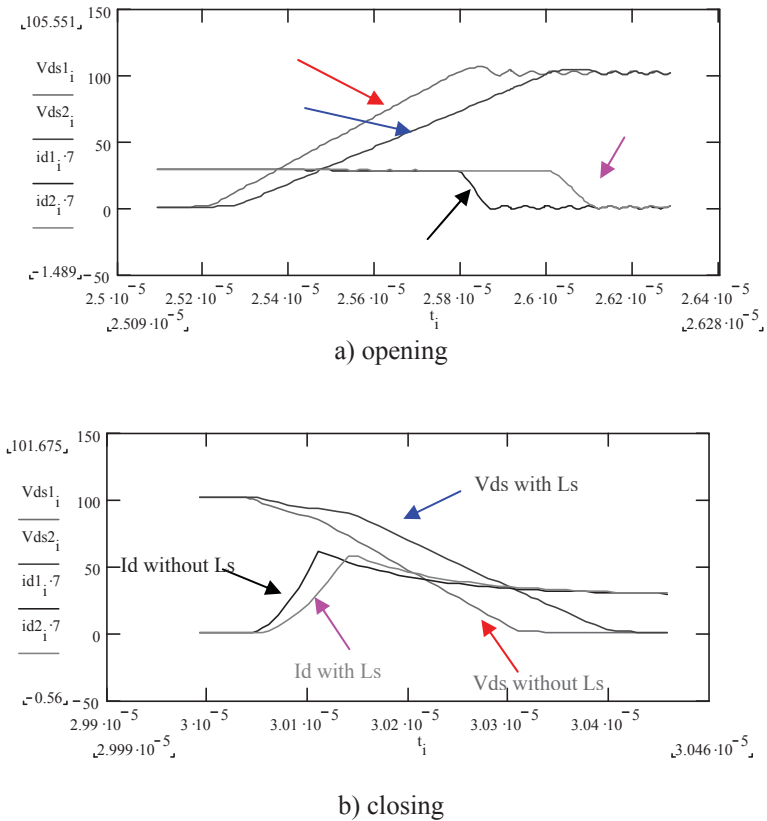 150
105.551
100
Vds1i
Vds2i
50
id1i·7
id2i·7
0
-1.489
-50
2.5·10-5 2.52·10-5 2.54·10-5 2.56·10-5 2.58·10-5 2.6·10-5 2.62·10-5 2.64·10-5
2.509·10-5 ti 2.628·10-5
a) opening
150
101.675
Vds1i
Vds with Ls
100
Vds2i
Id without Ls
50
id1i·7
id2i·7
0
Id with Ls
Vds without Ls
-0.56
-50
2.99·10-5 3·10-5 3.01·10-5 3.02·10-5 3.03·10-5 3.04·10-5
2.999·10-5 ti 3.046·10-5
b) closing